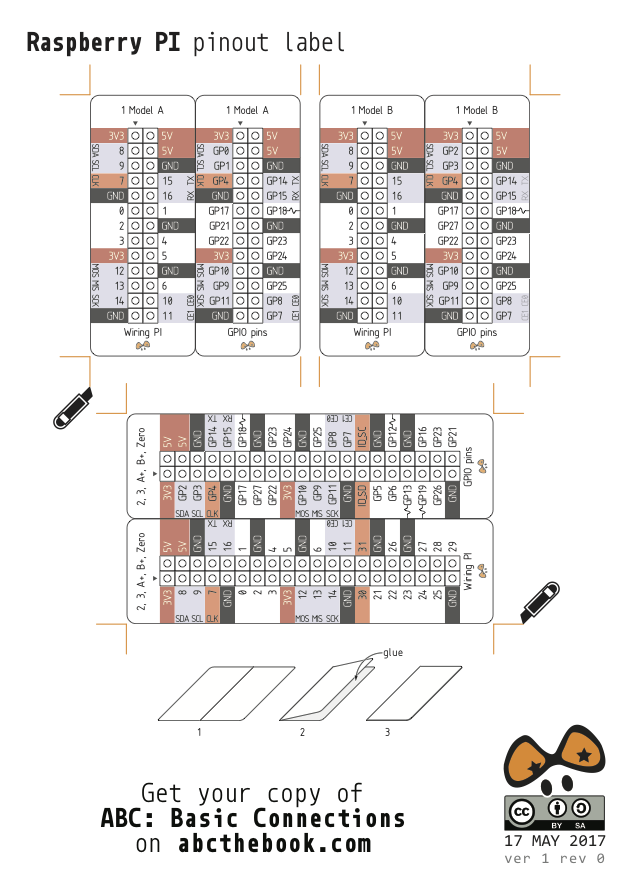 Raspberry PI pinout label
1 Model A 1 Model A 1 Model B 1 Model B
3V3 5V 3V3 5V 3V3 5V 3V3 5V
SDA 8 5V SDA GP0 5V SDA 8 5V SDA GP2 5V
SCL 9 GND SCL GP1 GND SCL 9 GND SCL GP3 GND
CLK 7 15 TX CLK GP4 GP14 TX CLK 7 15 CLK GP4 GP14 TX
GND 16 RX GND GP15 RX GND 16 GND GP15 RX
0 1 GP17 GP18 0 1 GP17 GP18
2 GND GP21 GND 2 GND GP27 GND
3 4 GP22 GP23 3 4 GP22 GP23
3V3 5 3V3 GP24 3V3 5 3V3 GP24
MOS 12 GND MOS GP10 GND MOS 12 GND MOS GP10 GND
MIS 13 6 MIS GP9 GP25 MIS 13 6 MIS GP9 GP25
SCK 14 10 CE0 SCK GP11 GP8 CE0 SCK 14 10 SCK GP11 GP8 CE0
GND 11 CE1 GND GP7 CE1 GND 11 GND GP7 CE1
Wiring PI GPIO pins Wiring PI GPIO pins
2, 3, A+, B+, Zero
TX RX CE0 CE1
5V 5V GND GP14 GP15 GP18 GND GP23 GP24 GND GP25 GP8 GP7 ID_SC GND GP12 GND GP16 GP20 GP21
3V3 GP2 GP3 GP4 GND GP17 GP27 GP22 3V3 GP10 GP9 GP11 GND ID_SD GP5 GP6 GP13 GP19 GP26 GND
SDA SCL CLK MOS MIS SCK
GPIO pins
2, 3, A+, B+, Zero
TX RX CE0 CE1
5V 5V GND 15 16 1 GND 4 5 GND 6 10 11 31 GND 26 GND 27 28 29
3V3 8 9 7 GND 0 2 3 3V3 12 13 14 GND 30 21 22 23 24 25 GND
SDA SCL CLK MOS MIS SCK
Wiring PI
glue
1 2 3
Get your copy of
ABC: Basic Connections
on abcthebook.com
cc BY SA
17 MAY 2017
ver 1 rev 0